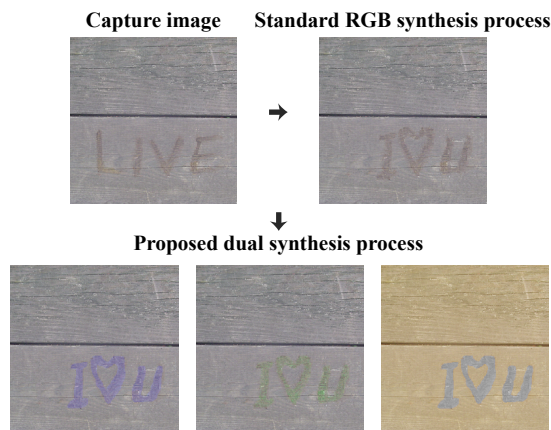 Capture image
Standard RGB synthesis process
LIVE
I♥u
Proposed dual synthesis process
I♥u
I♥u
I♥u